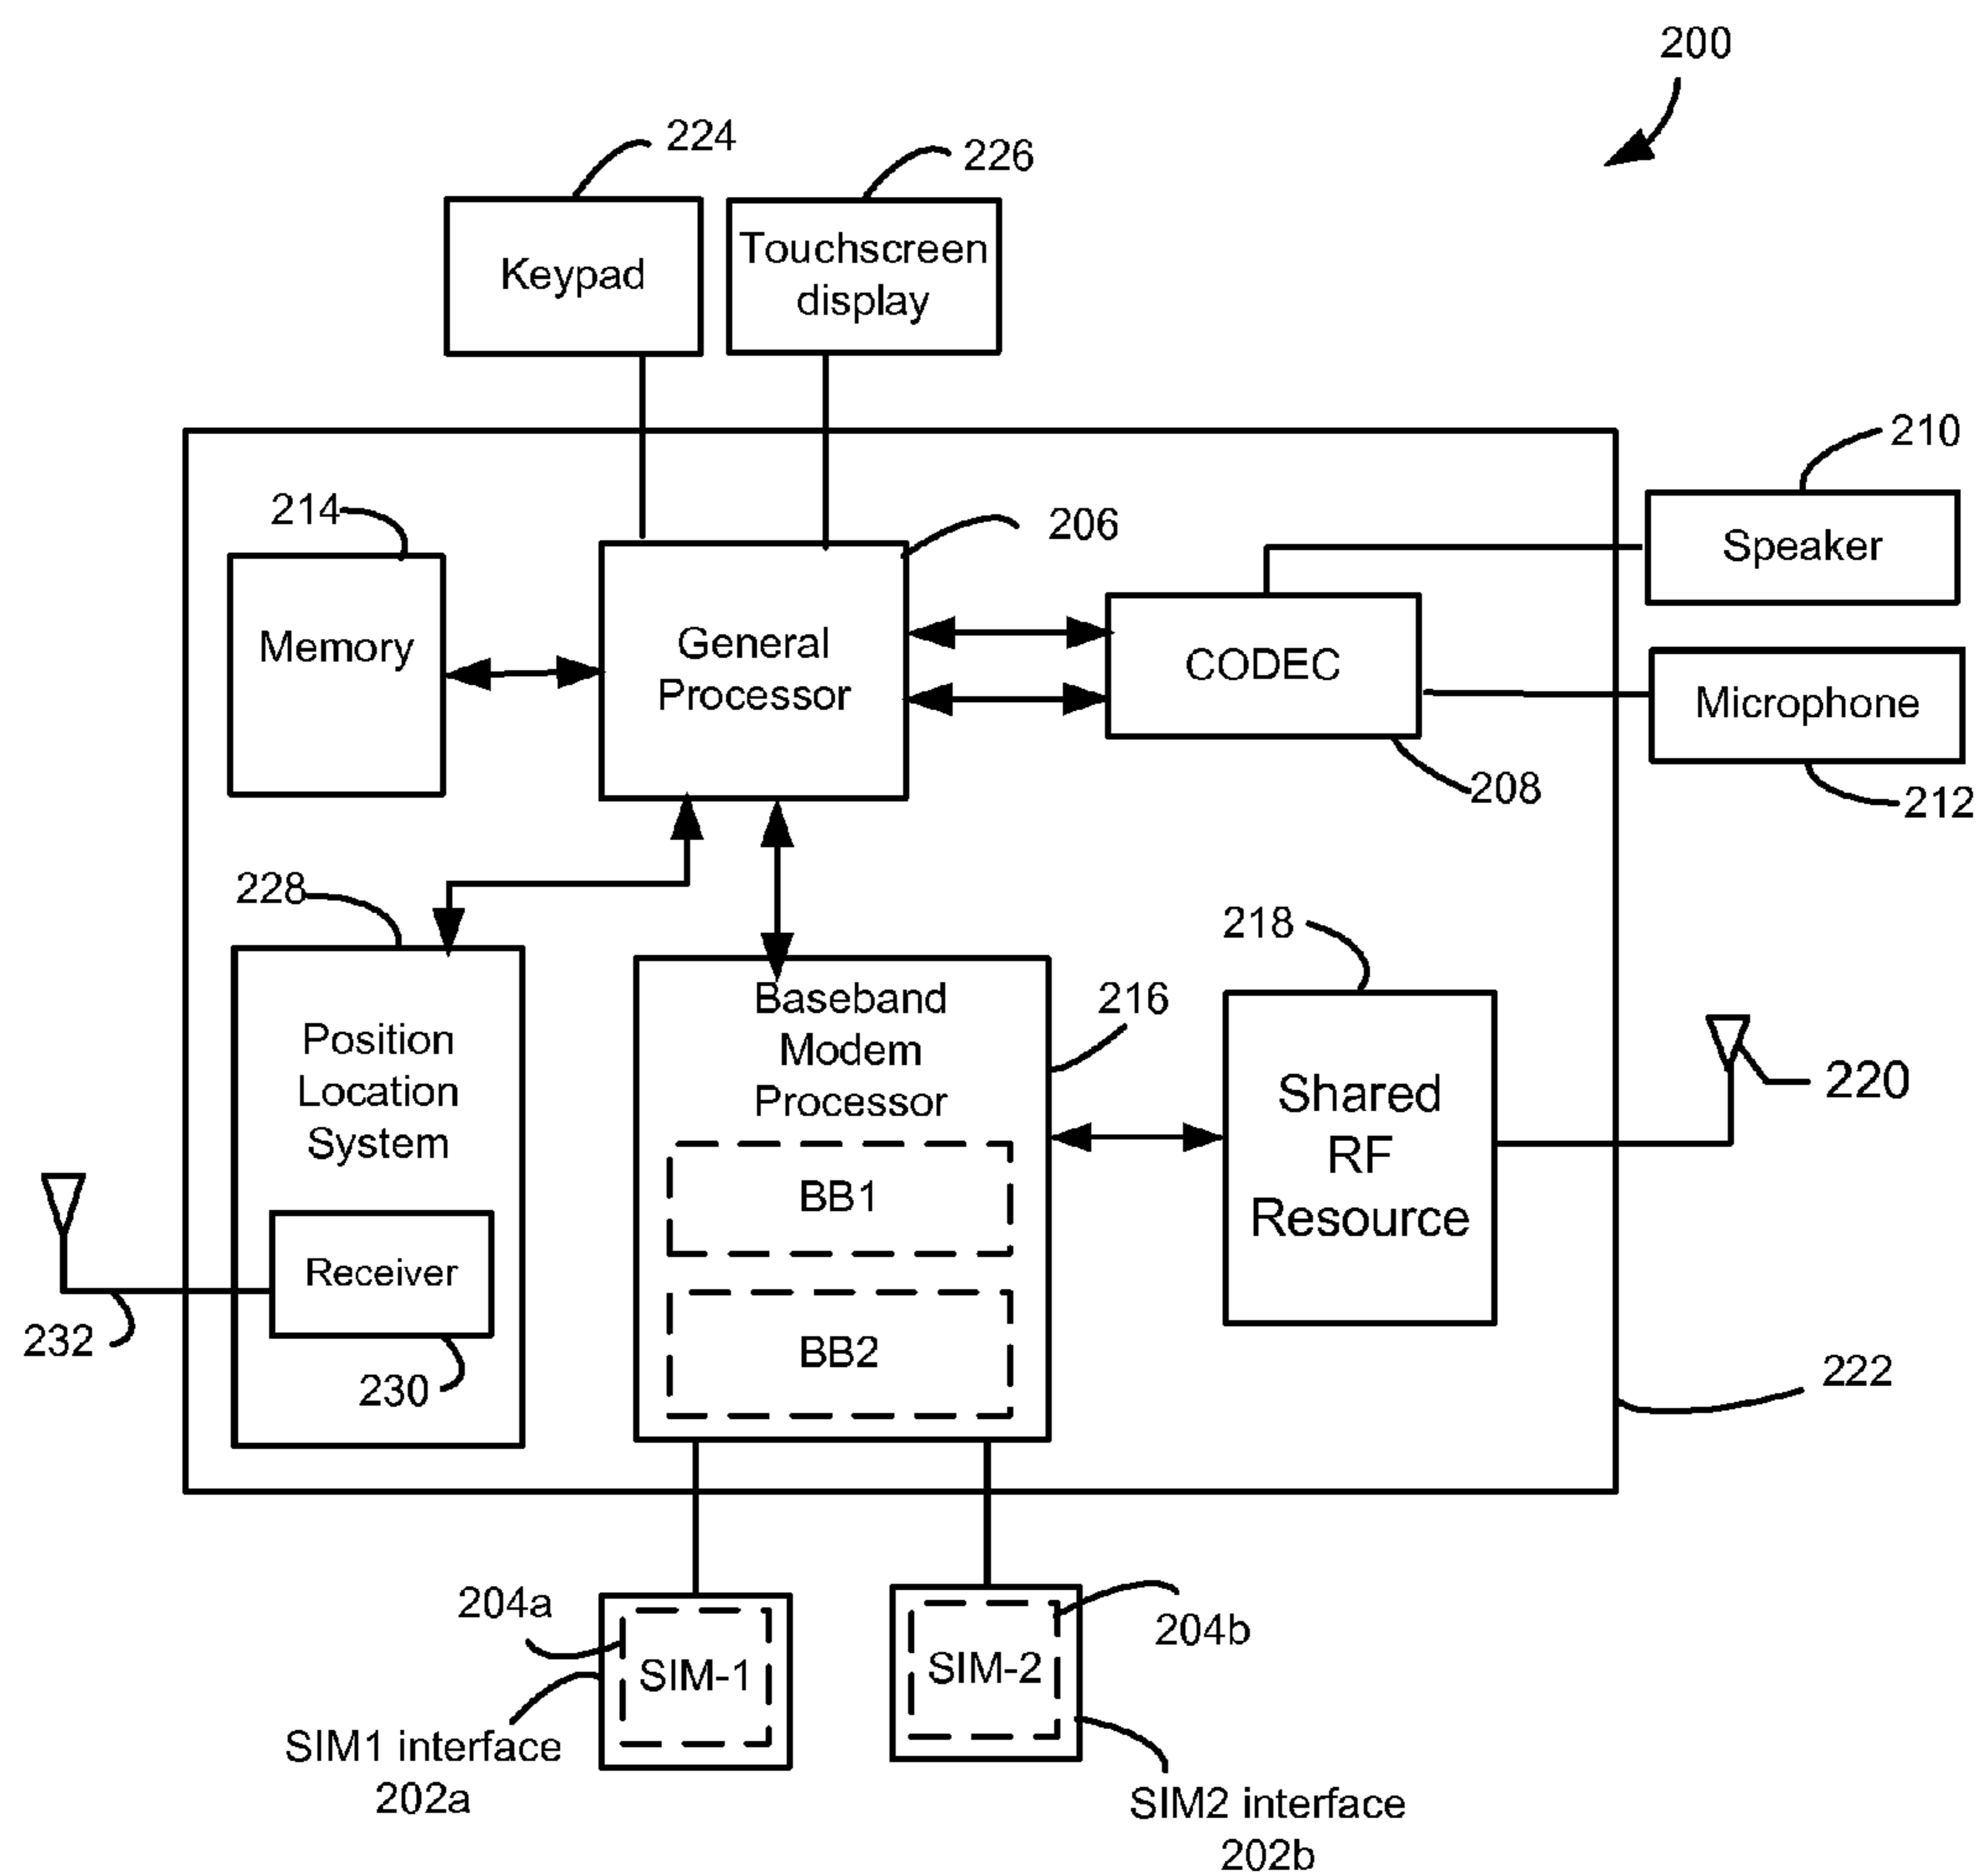 200
224
226
Keypad
Touchscreen
display
210
214
206
Speaker
Memory
General
Processor
CODEC
Microphone
208
212
228
218
Position
Location
System
Baseband
Modem
Processor
216
Shared
RF
Resource
220
BB1
Receiver
232
230
BB2
222
204a
SIM-1
SIM-2
204b
SIM1 interface
202a
SIM2 interface
202b